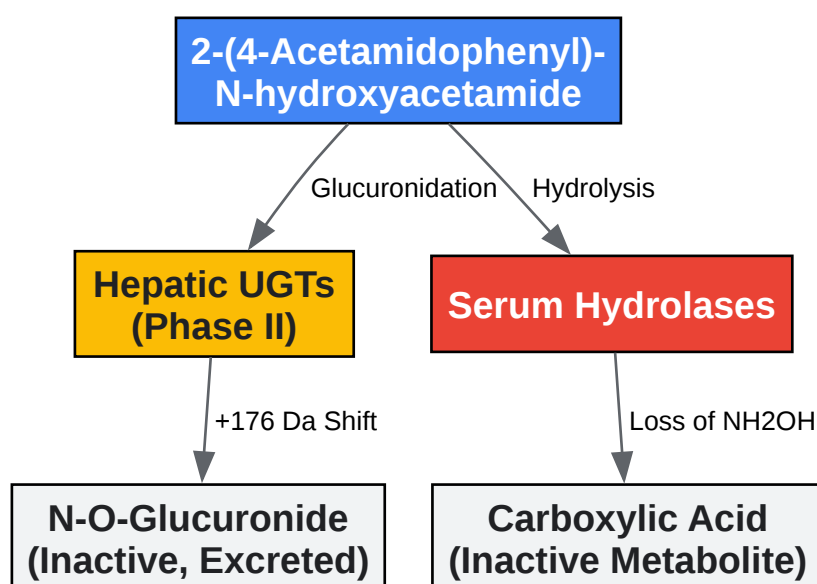 2-(4-Acetamidophenyl)-
N-hydroxyacetamide
Glucuronidation
Hydrolysis
Hepatic UGTs
(Phase II)
Serum Hydrolases
+176 Da Shift
Loss of NH2OH
N-O-Glucuronide
(Inactive, Excreted)
Carboxylic Acid
(Inactive Metabolite)